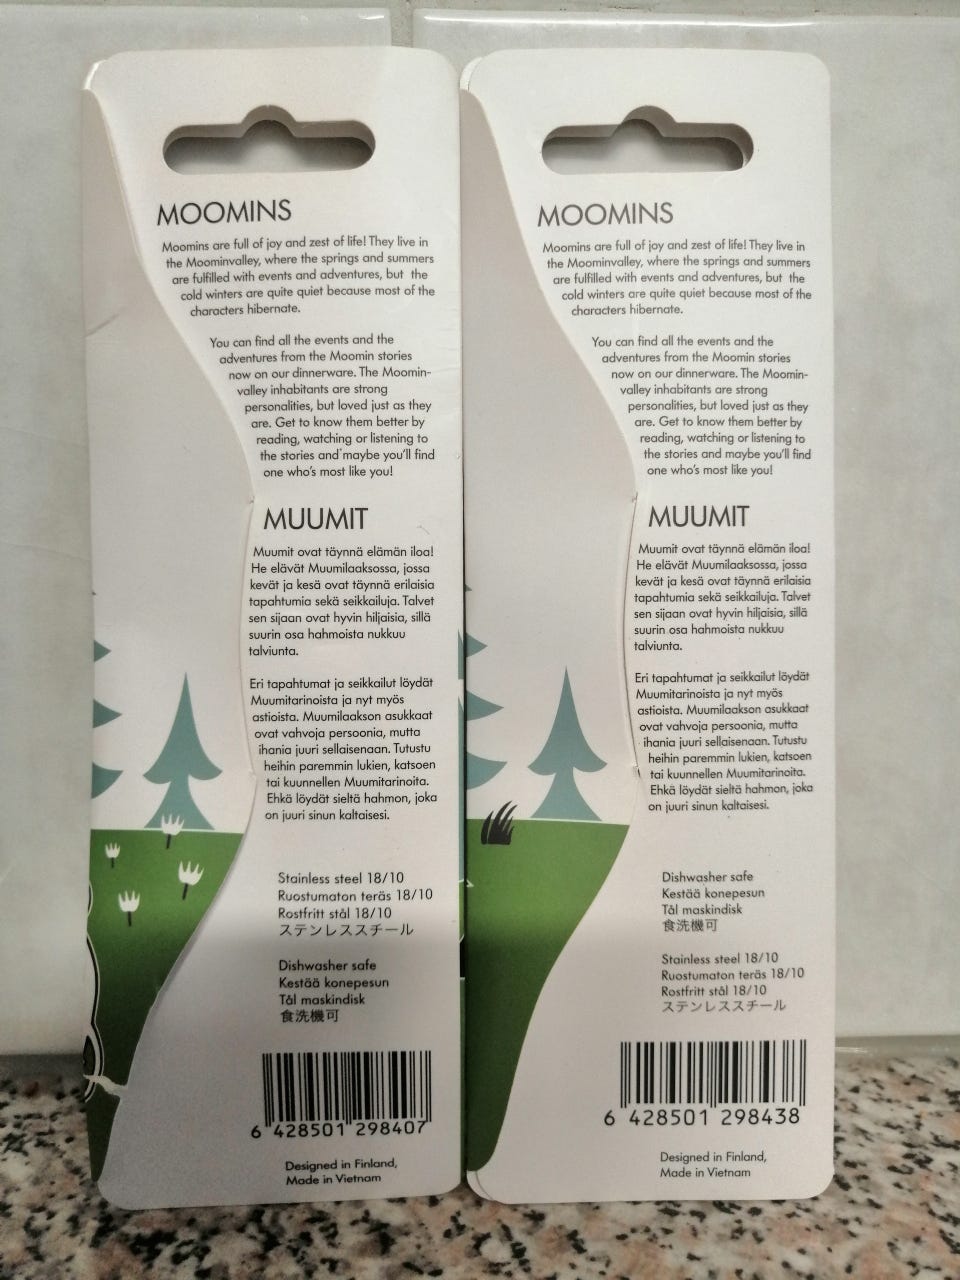 MOOMINS
Moomins are full of joy and zest of life! They live in
the Moominvalley, where the springs and summers
are fulfilled with events and adventures, but the
cold winters are quite quiet because most of the
characters hibernate.
You can find all the events and the
adventures from the Moomin stories
now on our dinnerware. The Moomin-
valley inhabitants are strong
personalities, but loved just as they
are. Get to know them better by
reading, watching or listening to
the stories and maybe you'll find
one who's most like you!
MUUMIT
Muumit ovat täynnä elämän iloa!
He elävät Muumilaaksossa, jossa
kevät ja kesä ovat täynnä erilaisia
tapahtumia sekä seikkailuja. Talvet
sen sijaan ovat hyvin hiljaisia, sillä
suurin osa hahmoista nukkuu
talviunta.
Eri tapahtumat ja seikkailut löydät
Muumitarinoista ja nyt myös
astioista. Muumilaakson asukkaat
ovat vahvoja persoonia, mutta
ihania juuri sellaisenaan. Tutustu
heihin paremmin lukien, katsoen
tai kuunnellen Muumitarinoita.
Ehkä löydät sieltä hahmon, joka
on juuri sinun kaltaisesi.
Stainless steel 18/10
Ruostumaton teräs 18/10
Rostfritt stål 18/10
ステンレススチール
Dishwasher safe
Kestää konepesun
Tål maskindisk
食洗機可
6 428501 298407
Designed in Finland,
Made in Vietnam
MOOMINS
Moomins are full of joy and zest of life! They live in
the Moominvalley, where the springs and summers
are fulfilled with events and adventures, but the
cold winters are quite quiet because most of the
characters hibernate.
You can find all the events and the
adventures from the Moomin stories
now on our dinnerware. The Moomin-
valley inhabitants are strong
personalities, but loved just as they
are. Get to know them better by
reading, watching or listening to
the stories and maybe you'll find
one who's most like you!
MUUMIT
Muumit ovat täynnä elämän iloa!
He elävät Muumilaaksossa, jossa
kevät ja kesä ovat täynnä erilaisia
tapahtumia sekä seikkailuja. Talvet
sen sijaan ovat hyvin hiljaisia, sillä
suurin osa hahmoista nukkuu
talviunta.
Eri tapahtumat ja seikkailut löydät
Muumitarinoista ja nyt myös
astioista. Muumilaakson asukkaat
ovat vahvoja persoonia, mutta
ihania juuri sellaisenaan. Tutustu
heihin paremmin lukien, katsoen
tai kuunnellen Muumitarinoita.
Ehkä löydät sieltä hahmon, joka
on juuri sinun kaltaisesi.
Dishwasher safe
Kestää konepesun
Tål maskindisk
食洗機可
Stainless steel 18/10
Ruostumaton teräs 18/10
Rostfritt stål 18/10
ステンレススチール
6 428501 298438
Designed in Finland,
Made in Vietnam